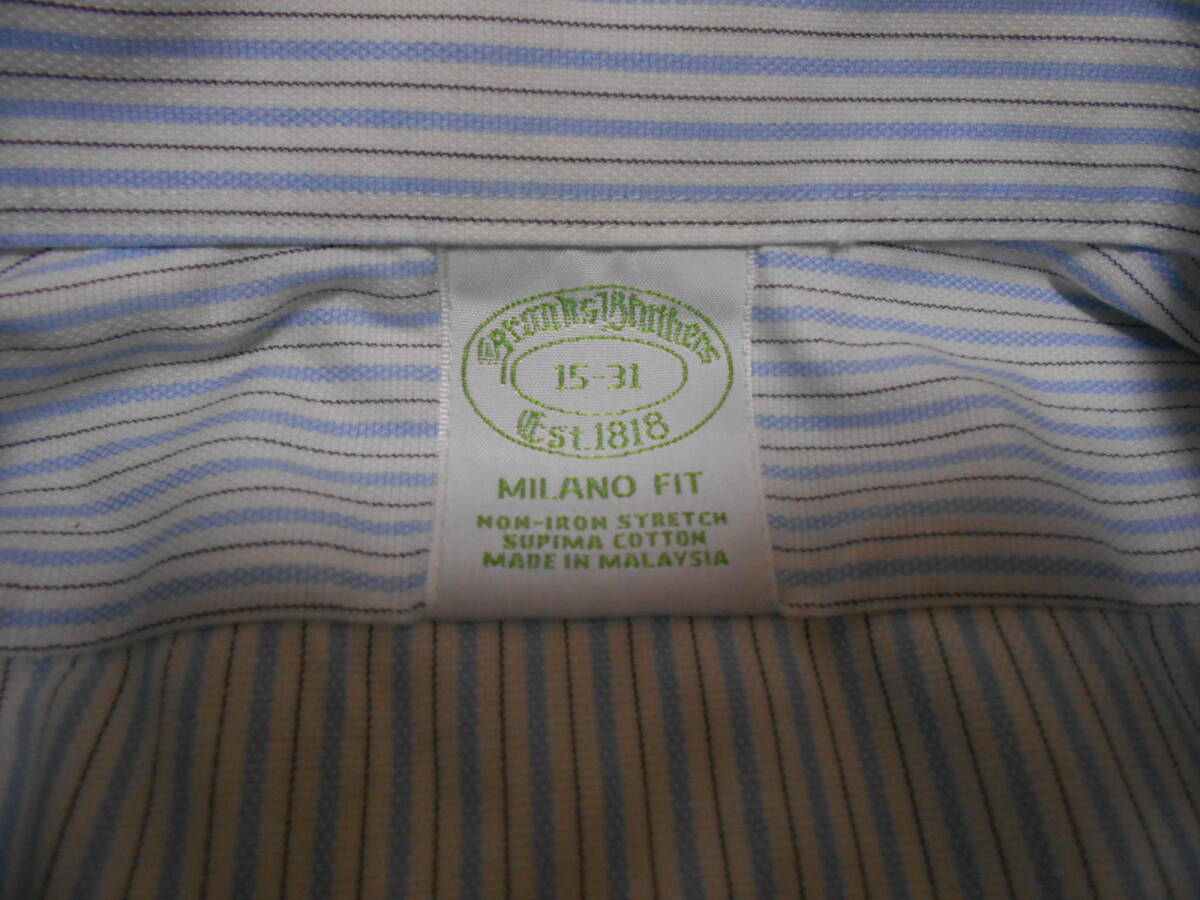 Brooks Brothers
15-31
Est. 1818
MILANO FIT
NON-IRON STRETCH
SUPIMA COTTON
MADE IN MALAYSIA